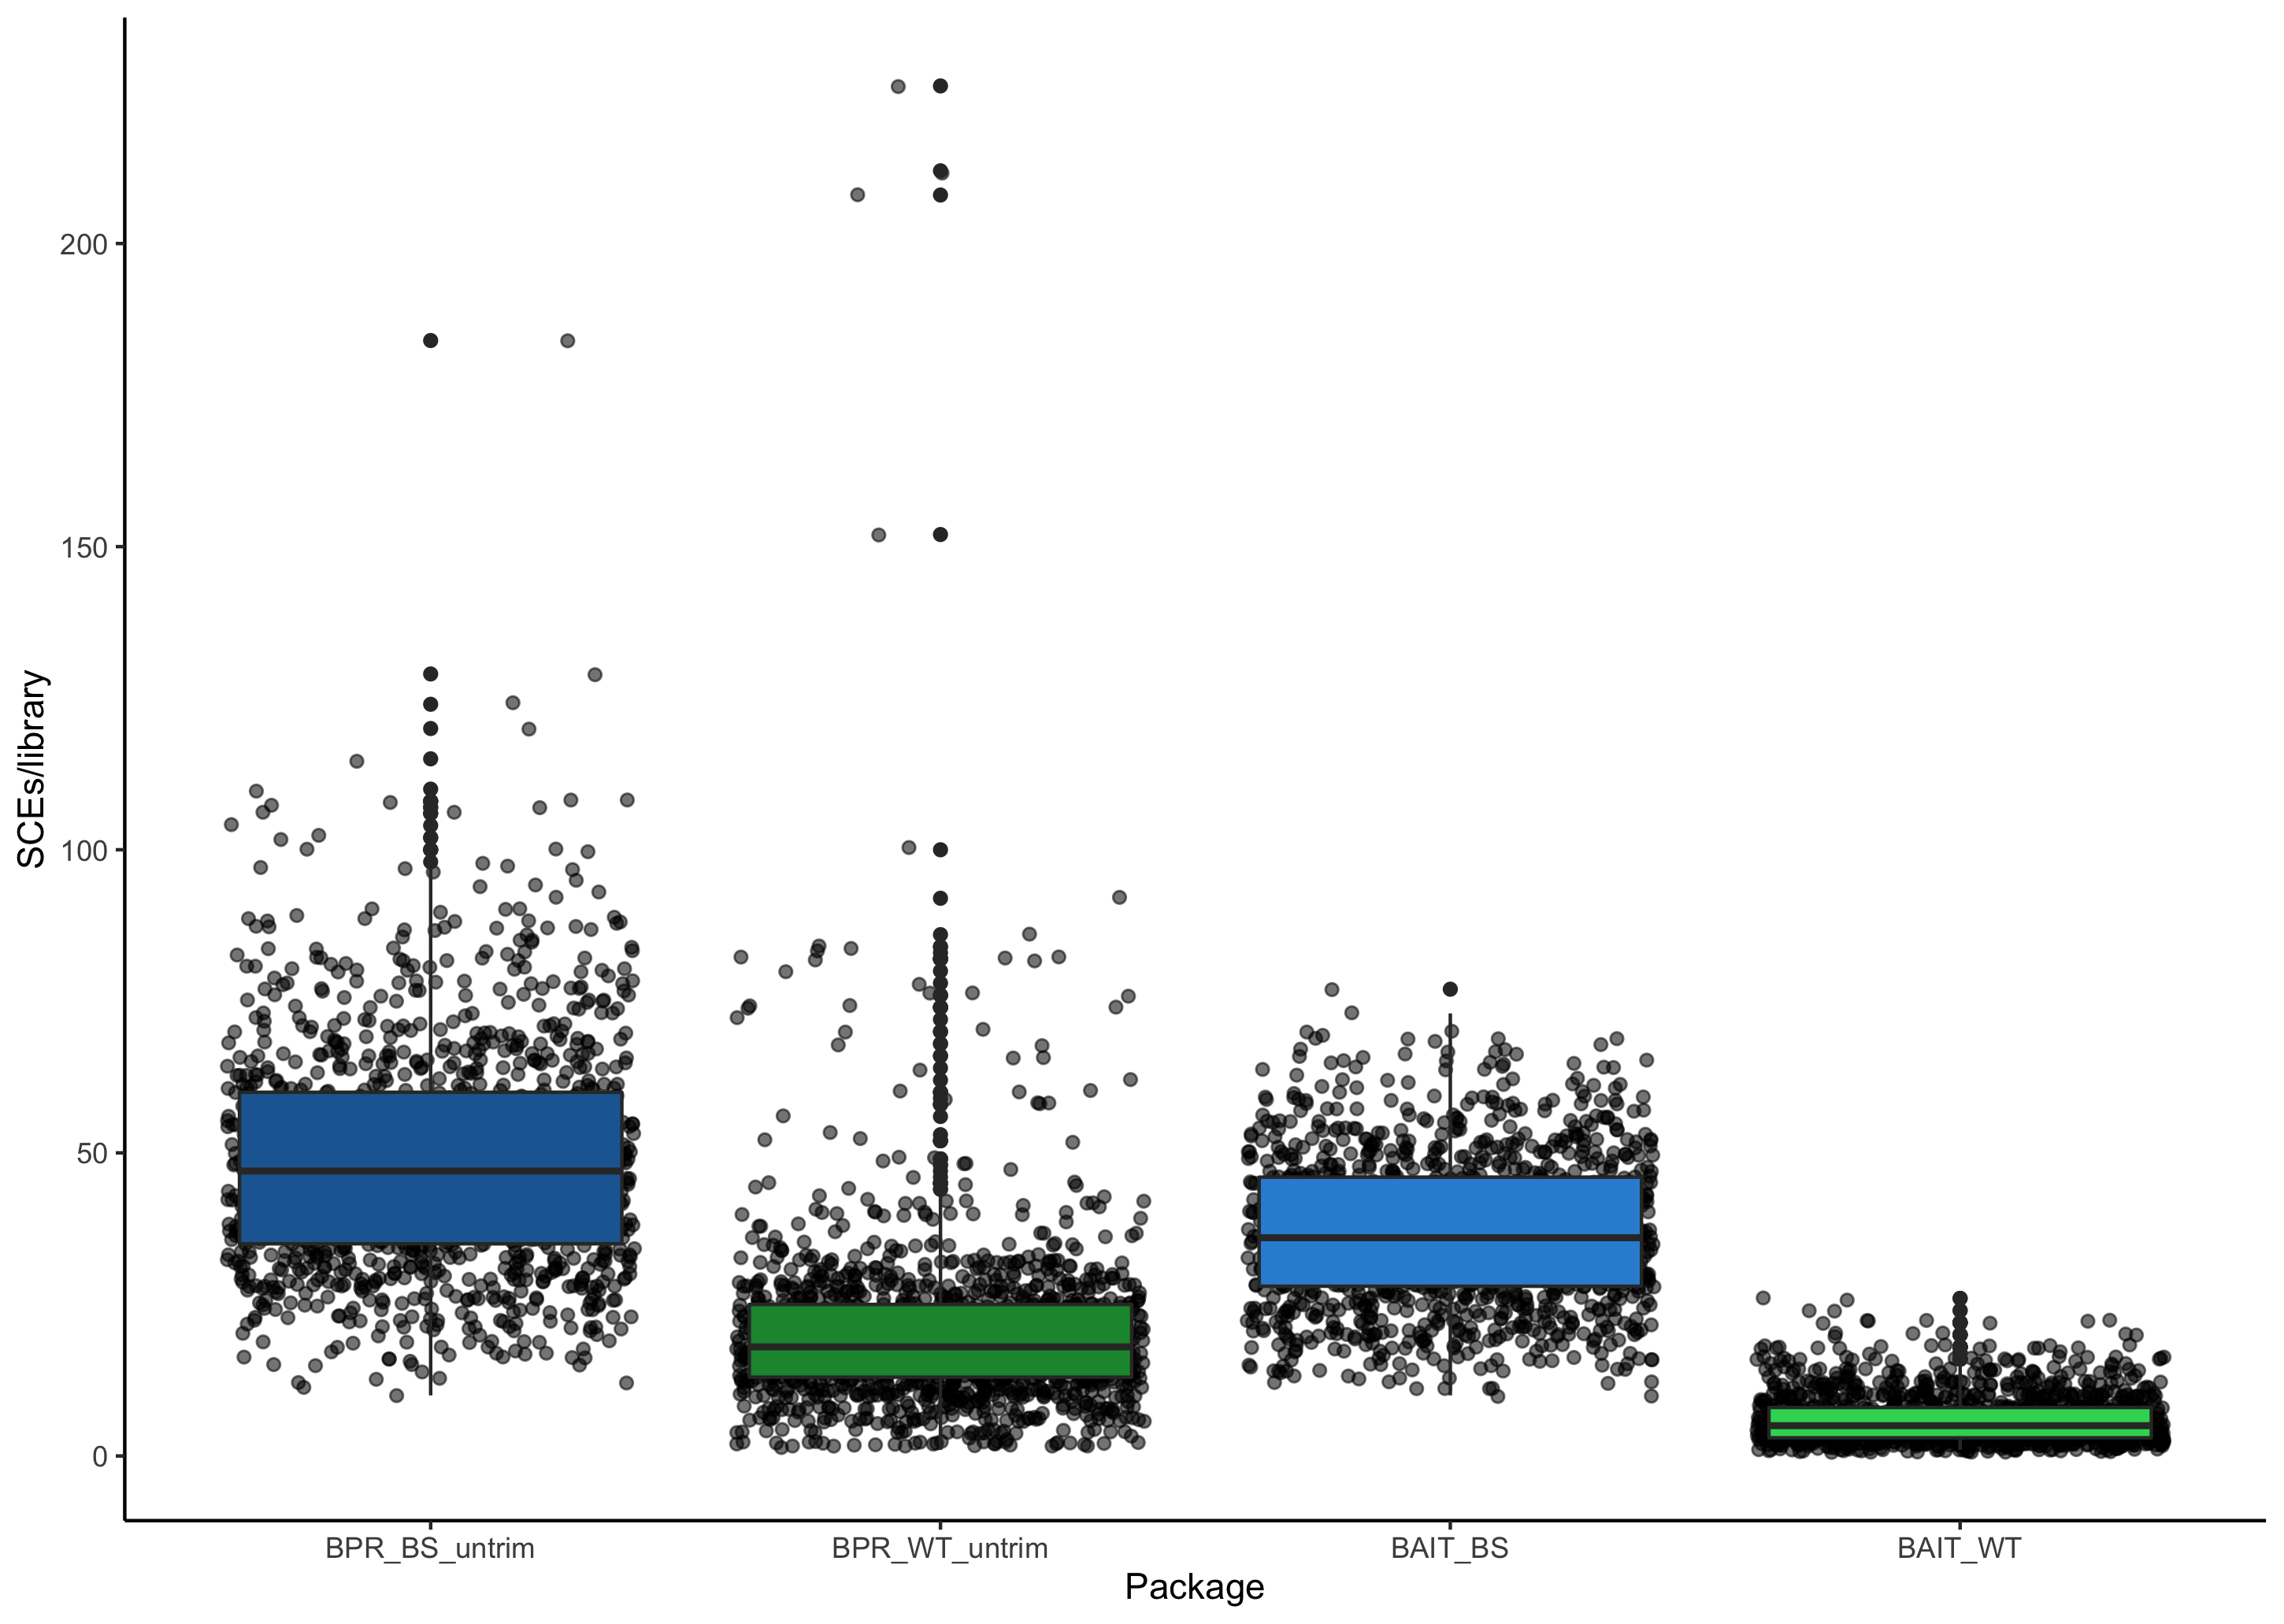 SCEs/library
200
150
100
50
0
BPR_BS_untrim
BPR_WT_untrim
BAIT_BS
BAIT_WT
Package